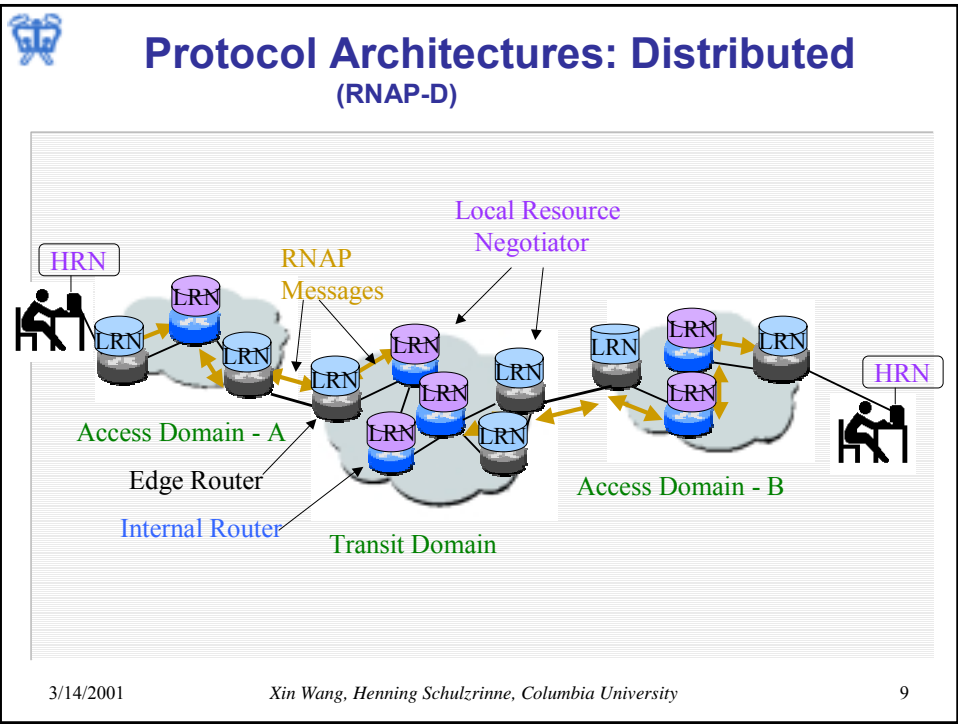 Protocol Architectures: Distributed
(RNAP-D)
Local Resource
Negotiator
HRN
RNAP
Messages
LRN
LRN
LRN
LRN
LRN
LRN
LRN
LRN
LRN
LRN
LRN
LRN
LRN
HRN
Access Domain - A
Edge Router
Access Domain - B
Internal Router
Transit Domain
3/14/2001
Xin Wang, Henning Schulzrinne, Columbia University
9